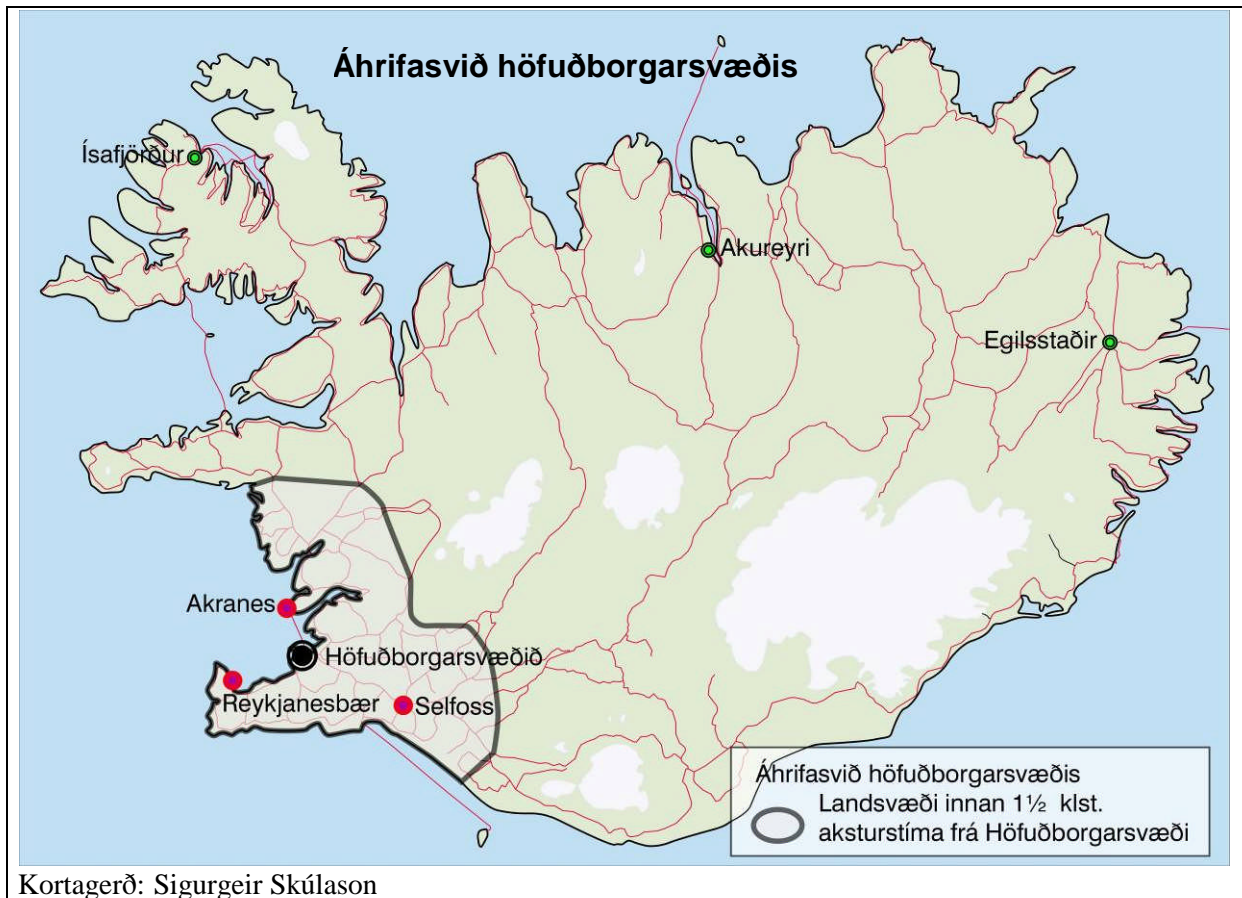 Áhrifasvið höfuðborgarsvæðis
Ísafjörður
Akureyri
Egilsstaðir
Akranes
Höfuðborgarsvæðið
Reykjanesbær
Selfoss
Áhrifasvið höfuðborgarsvæðis
Landsvæði innan 1½ klst.
aksturstíma frá Höfuðborgarsvæði
Kortagerð: Sigurgeir Skúlason